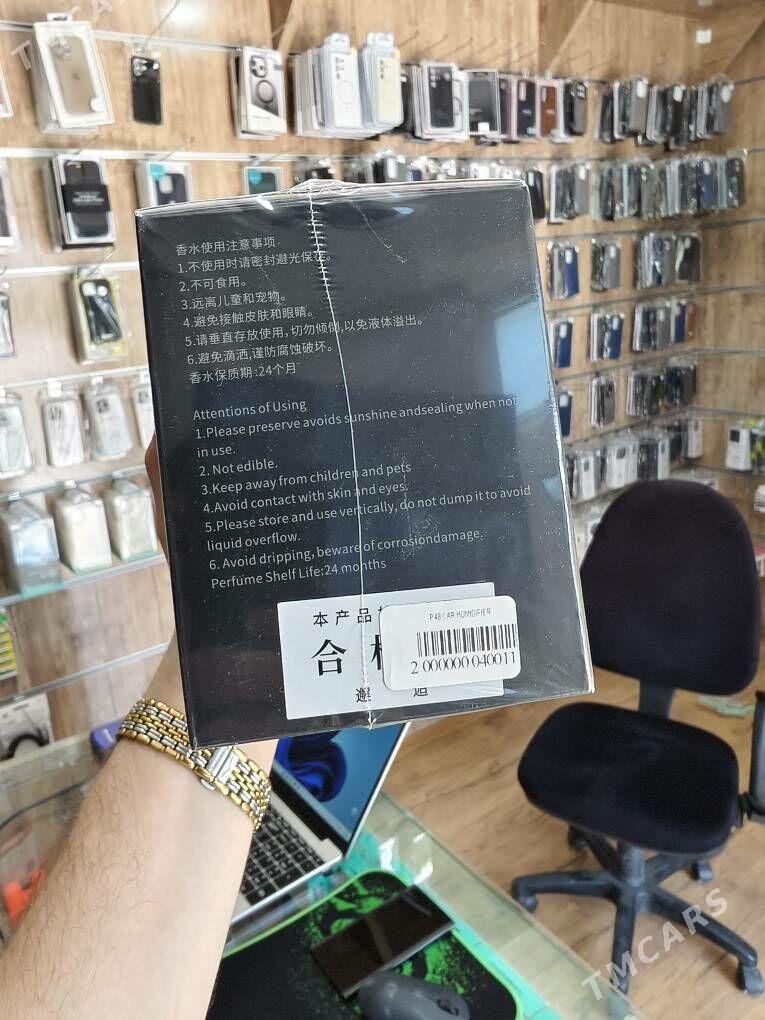 TMCARS
香水使用注意事项
1.不使用时请密封避光保存。
2.不可食用。
3.远离儿童和宠物。
4.避免接触皮肤和眼睛。
5.请垂直存放使用,切勿倾倒,以免液体溢出。
6.避免滴洒,谨防腐蚀破坏。
香水保质期:24个月
Attentions of Using
1.Please preserve avoids sunshine andsealing when not
in use.
2. Not edible.
3.Keep away from children and pets
4.Avoid contact with skin and eyes.
5.Please store and use vertically, do not dump it to avoid
liquid overflow.
6. Avoid dripping, beware of corrosiondamage.
Perfume Shelf Life:24 months
本产品
合
P4B CAR HUMIDIFIER
2 000000 040011
邂 逅
TMCARS